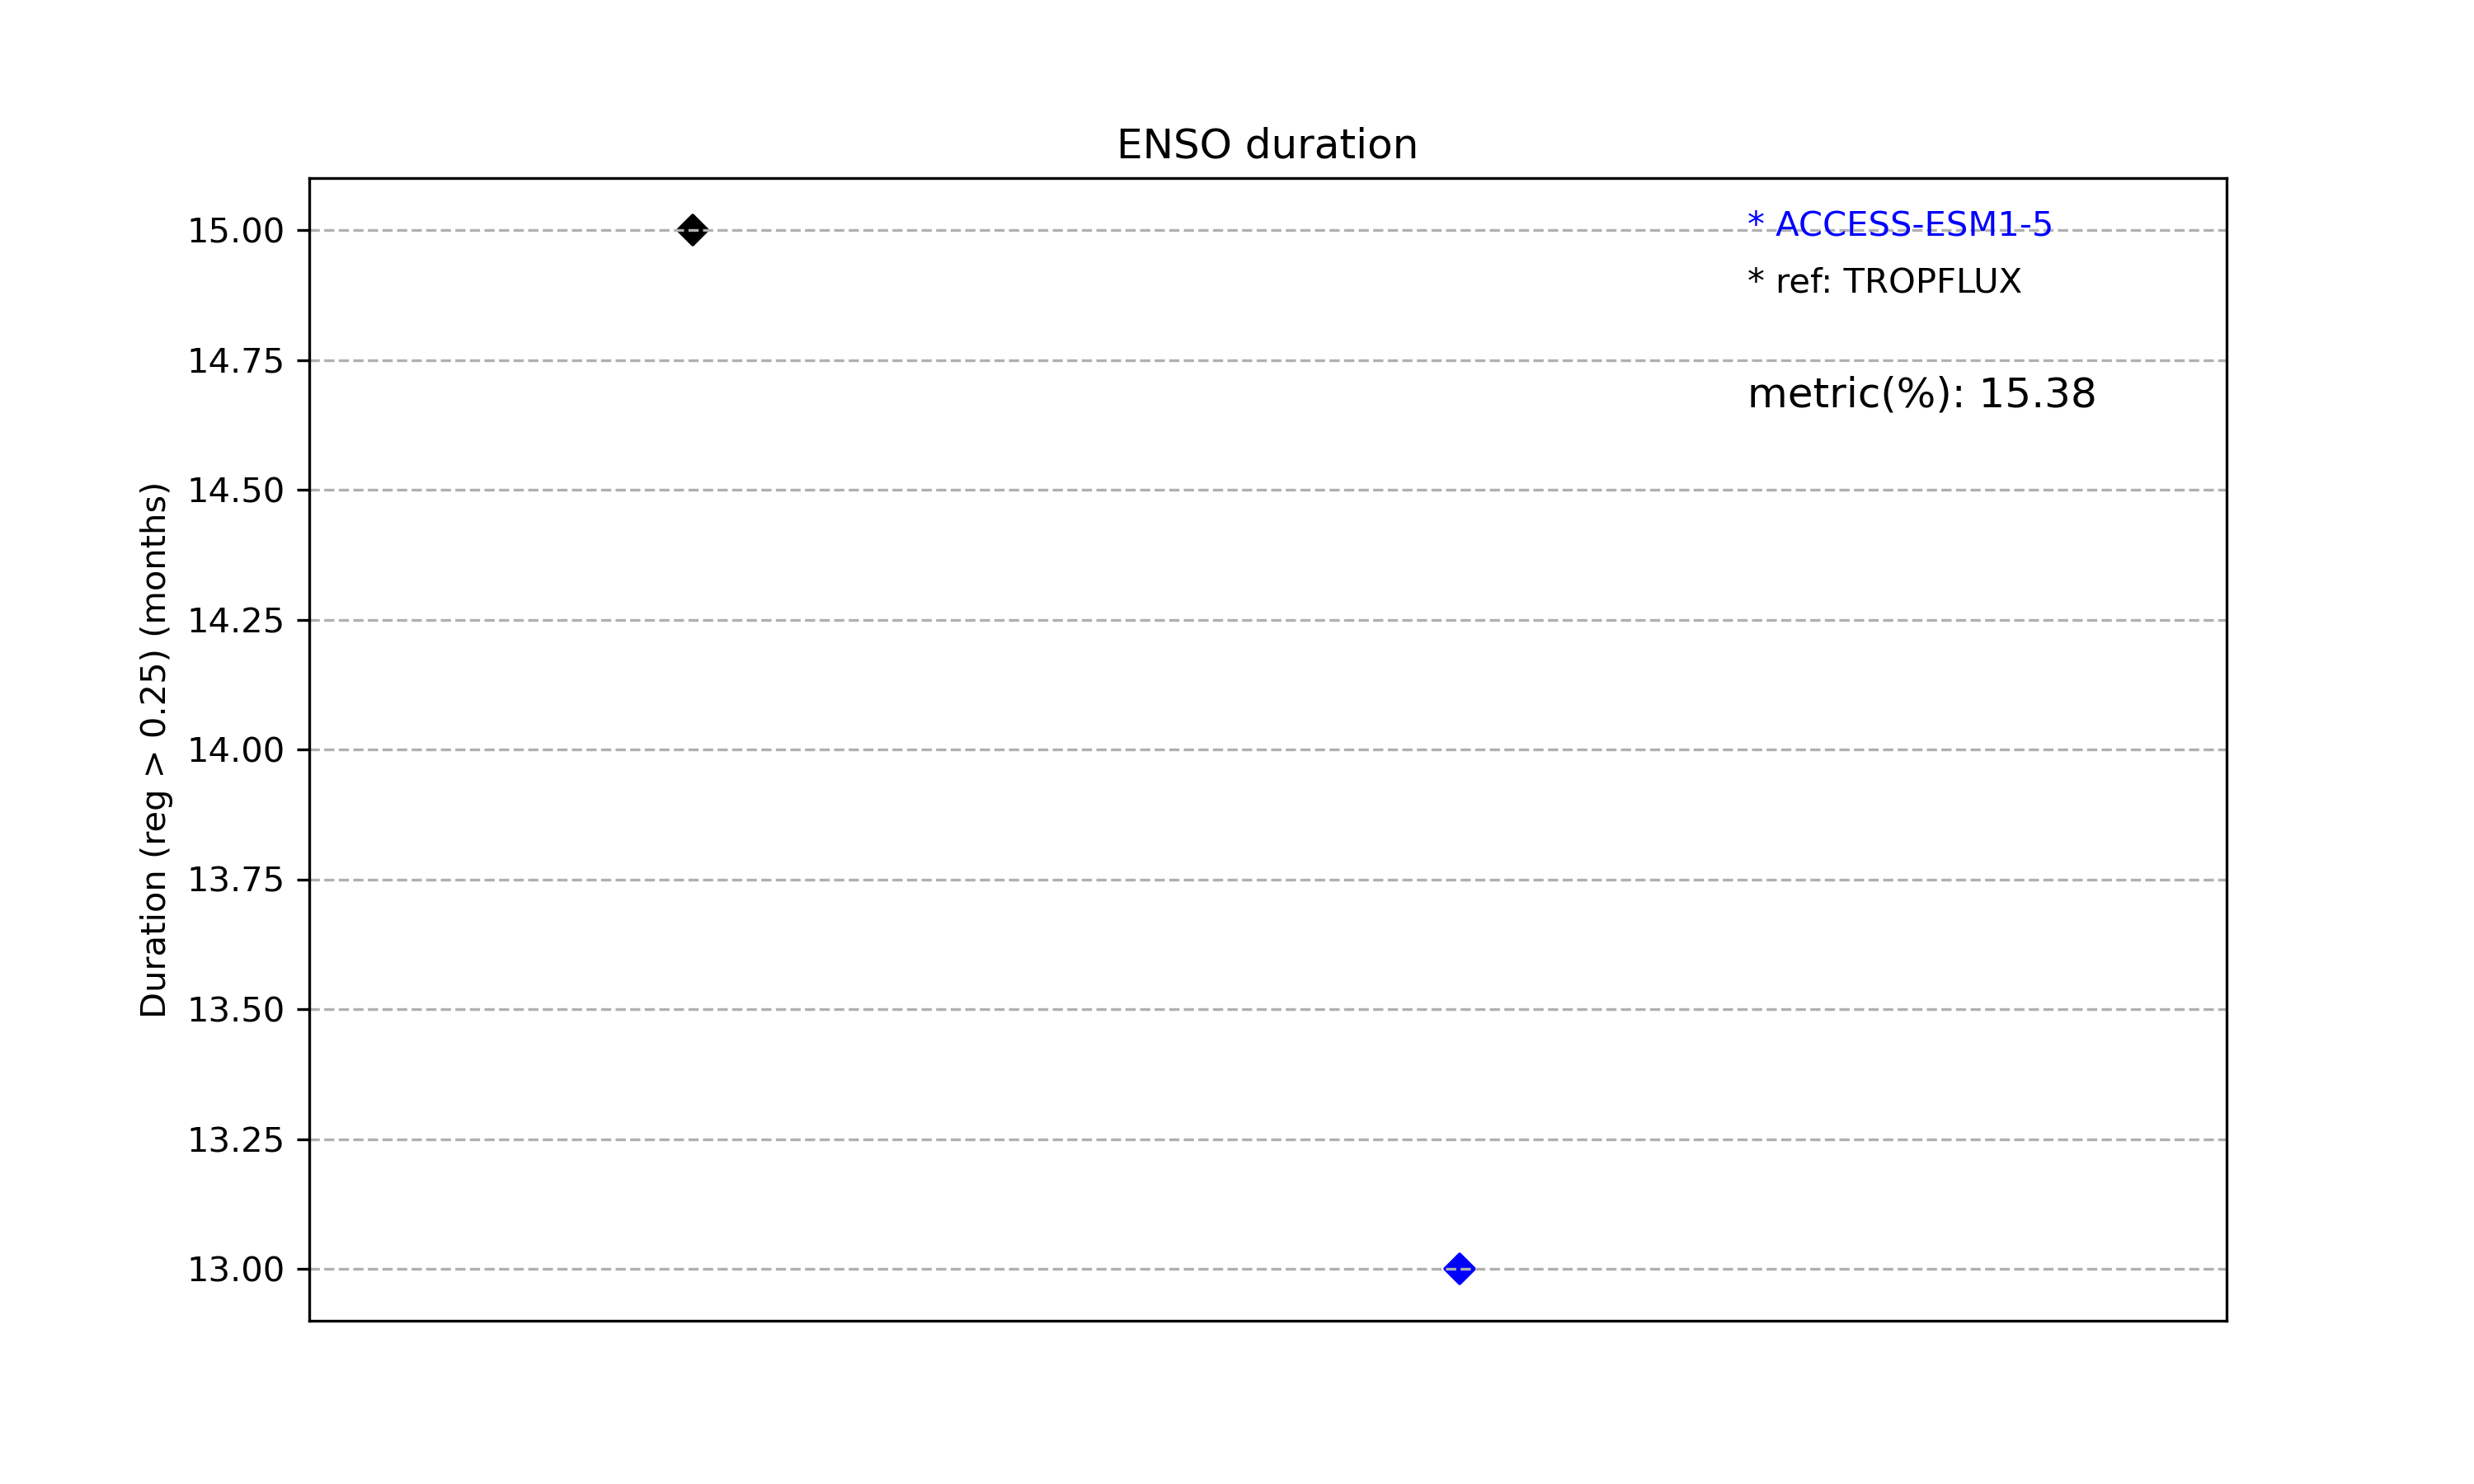 ENSO duration
* ACCESS-ESM1-5
* ref: TROPFLUX
metric(%): 15.38
Duration (reg > 0.25) (months)
15.00
14.75
14.50
14.25
14.00
13.75
13.50
13.25
13.00